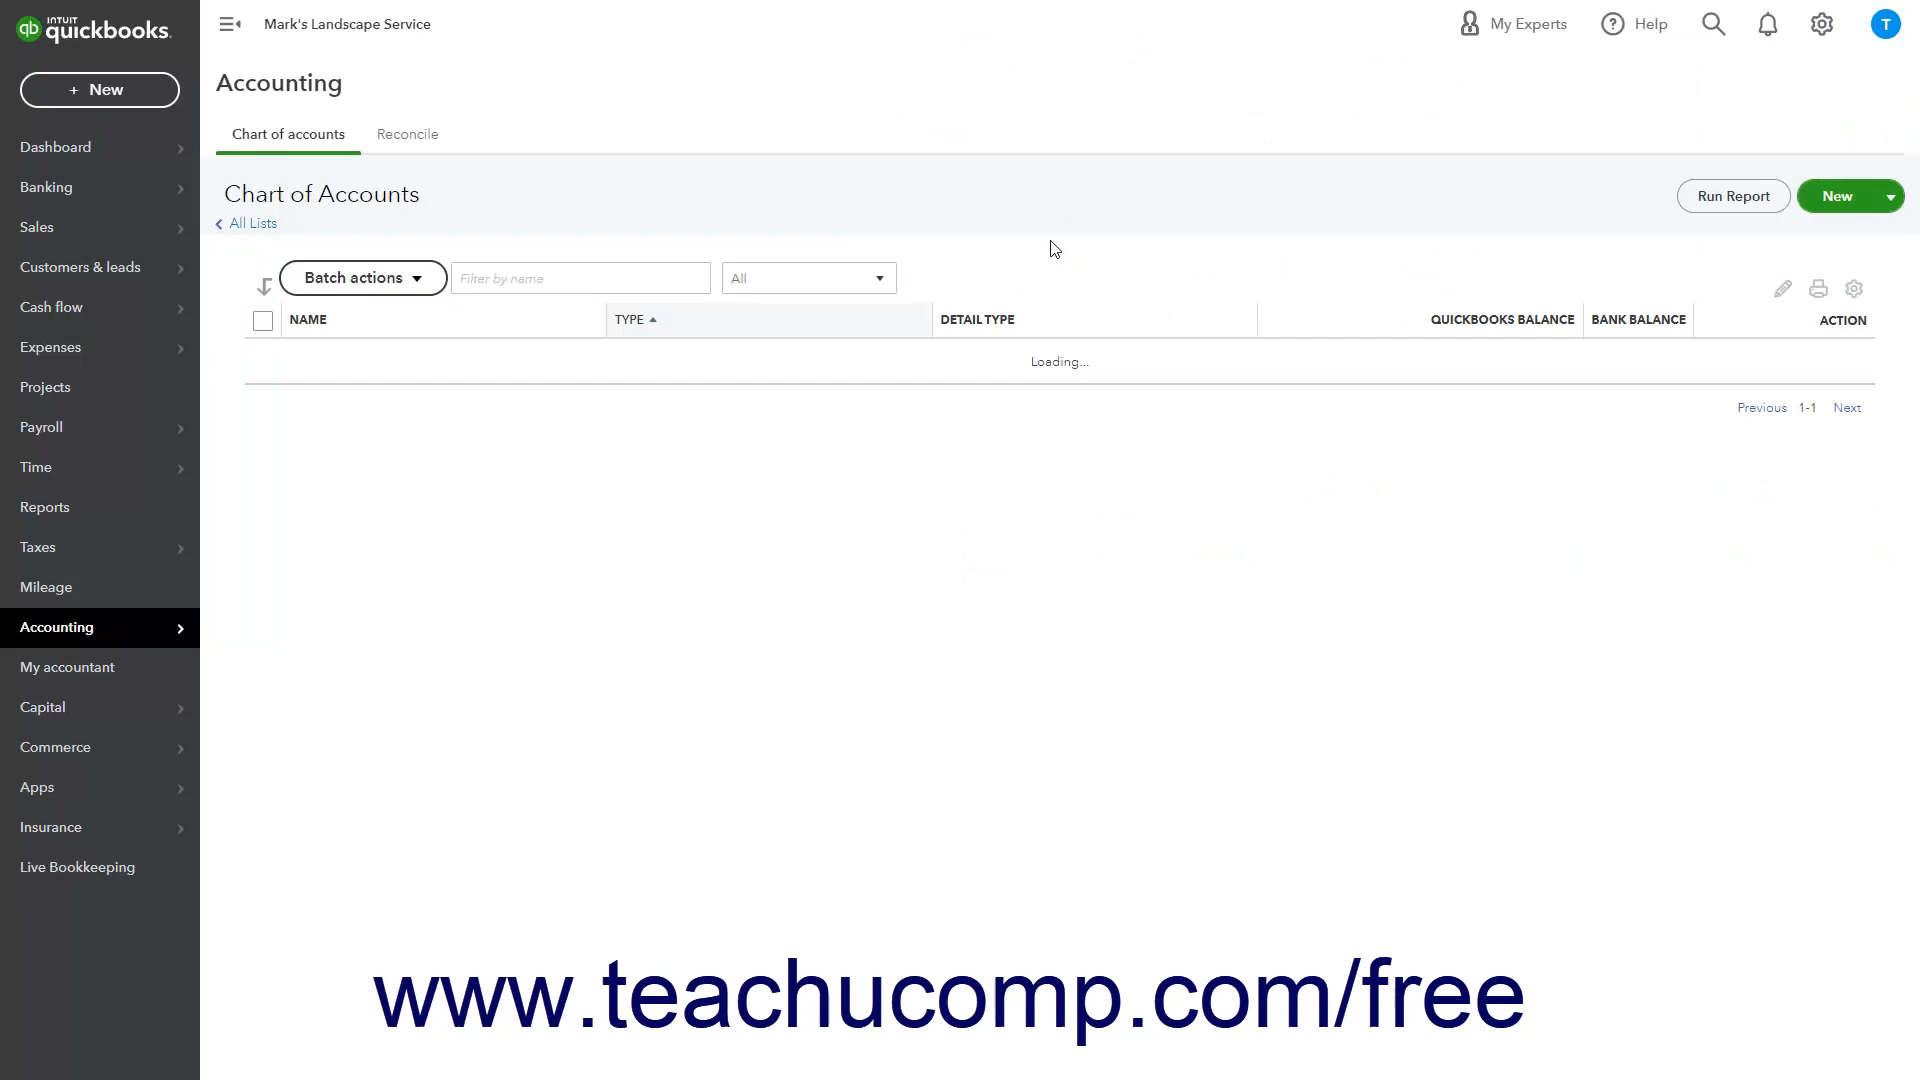 INTUIT
qb quickbooks.
Mark's Landscape Service
My Experts
Help
T
+ New
Accounting
Chart of accounts
Reconcile
Dashboard
Banking
Sales
Customers & leads
Cash flow
Expenses
Projects
Payroll
Time
Reports
Taxes
Mileage
Accounting
My accountant
Capital
Commerce
Apps
Insurance
Live Bookkeeping
Chart of Accounts
All Lists
Run Report
New
Batch actions
Filter by name
All
NAME
TYPE
DETAIL TYPE
QUICKBOOKS BALANCE
BANK BALANCE
ACTION
Loading...
Previous 1-1 Next
www.teachucomp.com/free